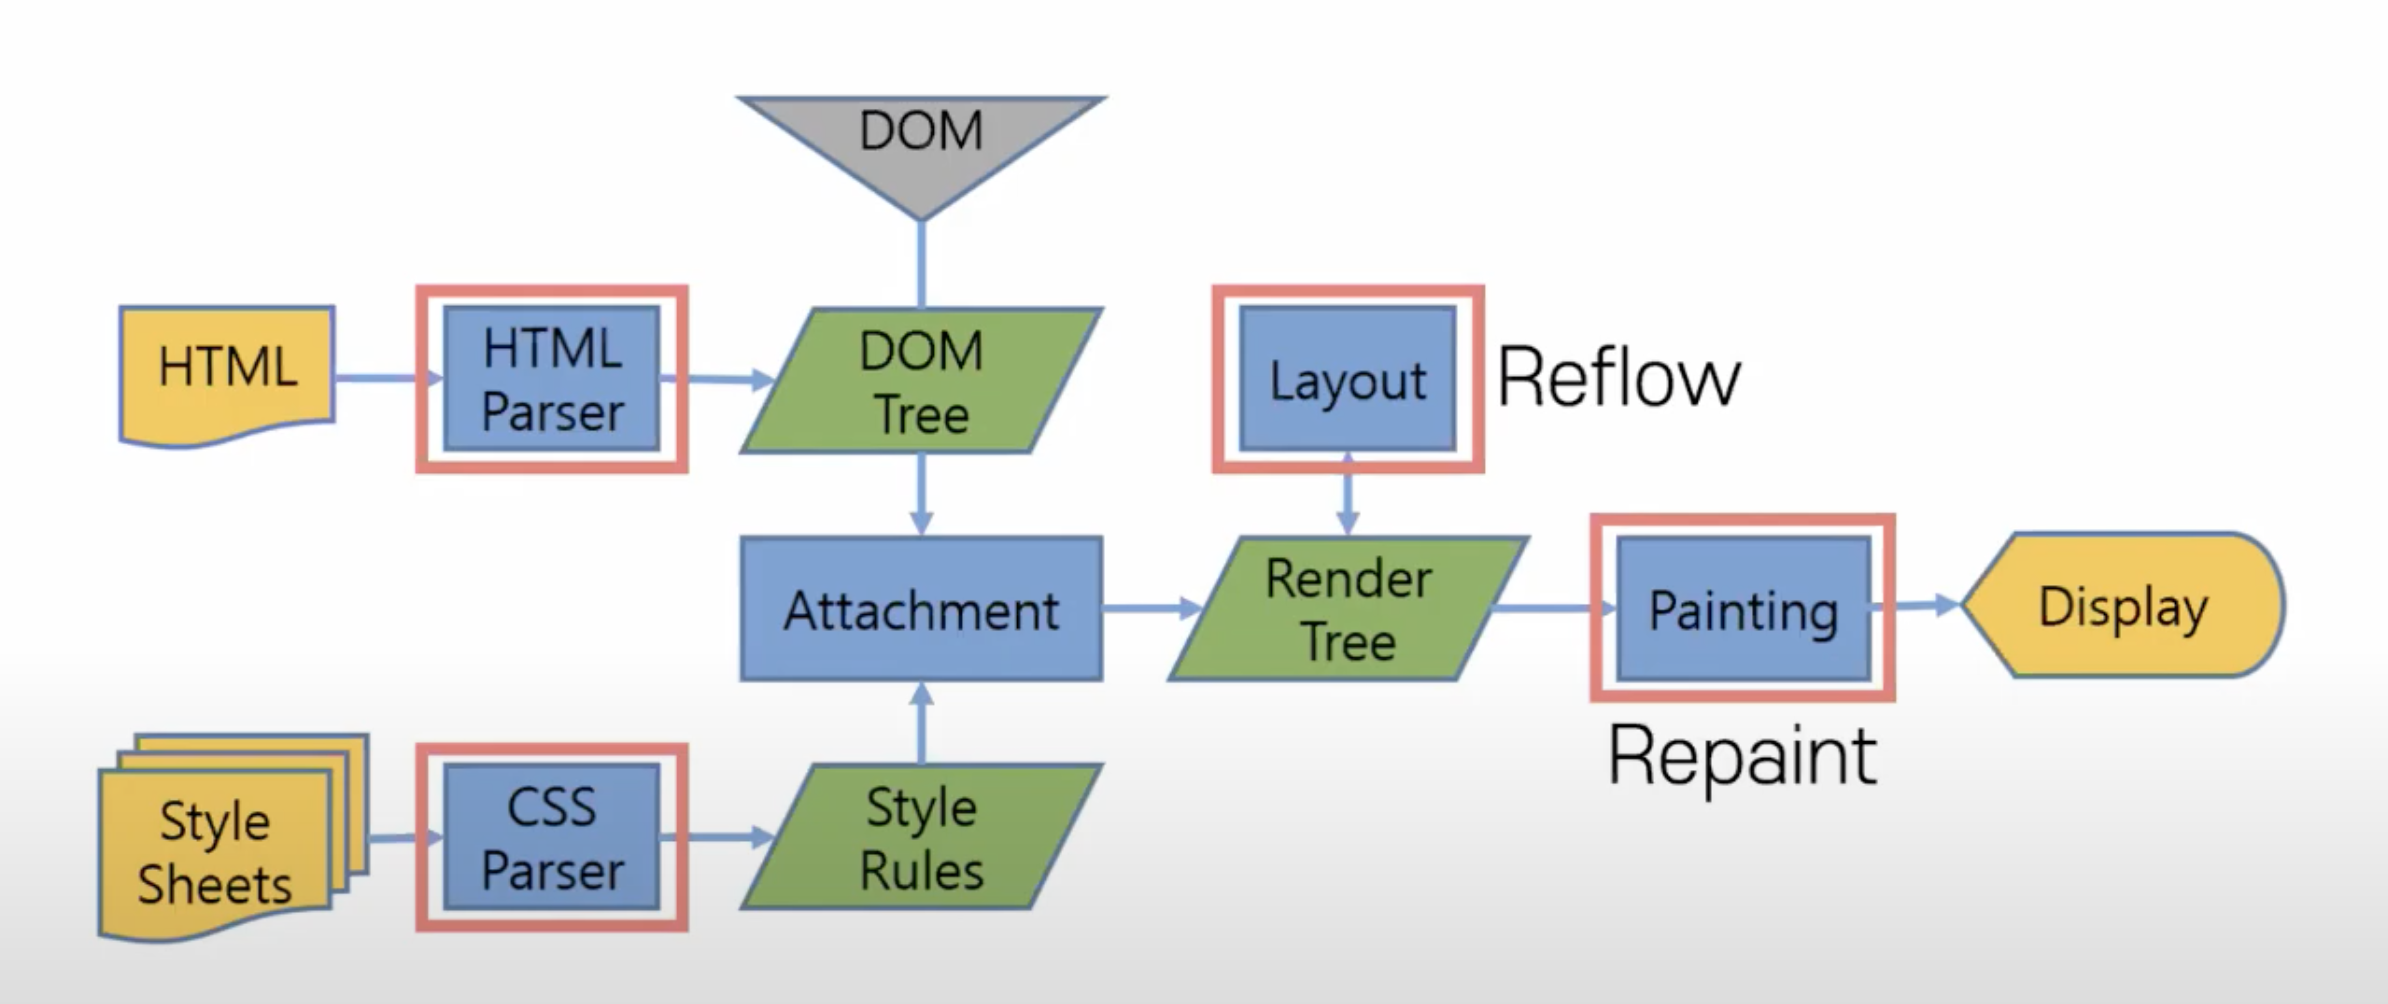 DOM
HTML
HTML
Parser
DOM
Tree
Layout
Reflow
Attachment
Render
Tree
Painting
Display
Repaint
Style
Sheets
CSS
Parser
Style
Rules